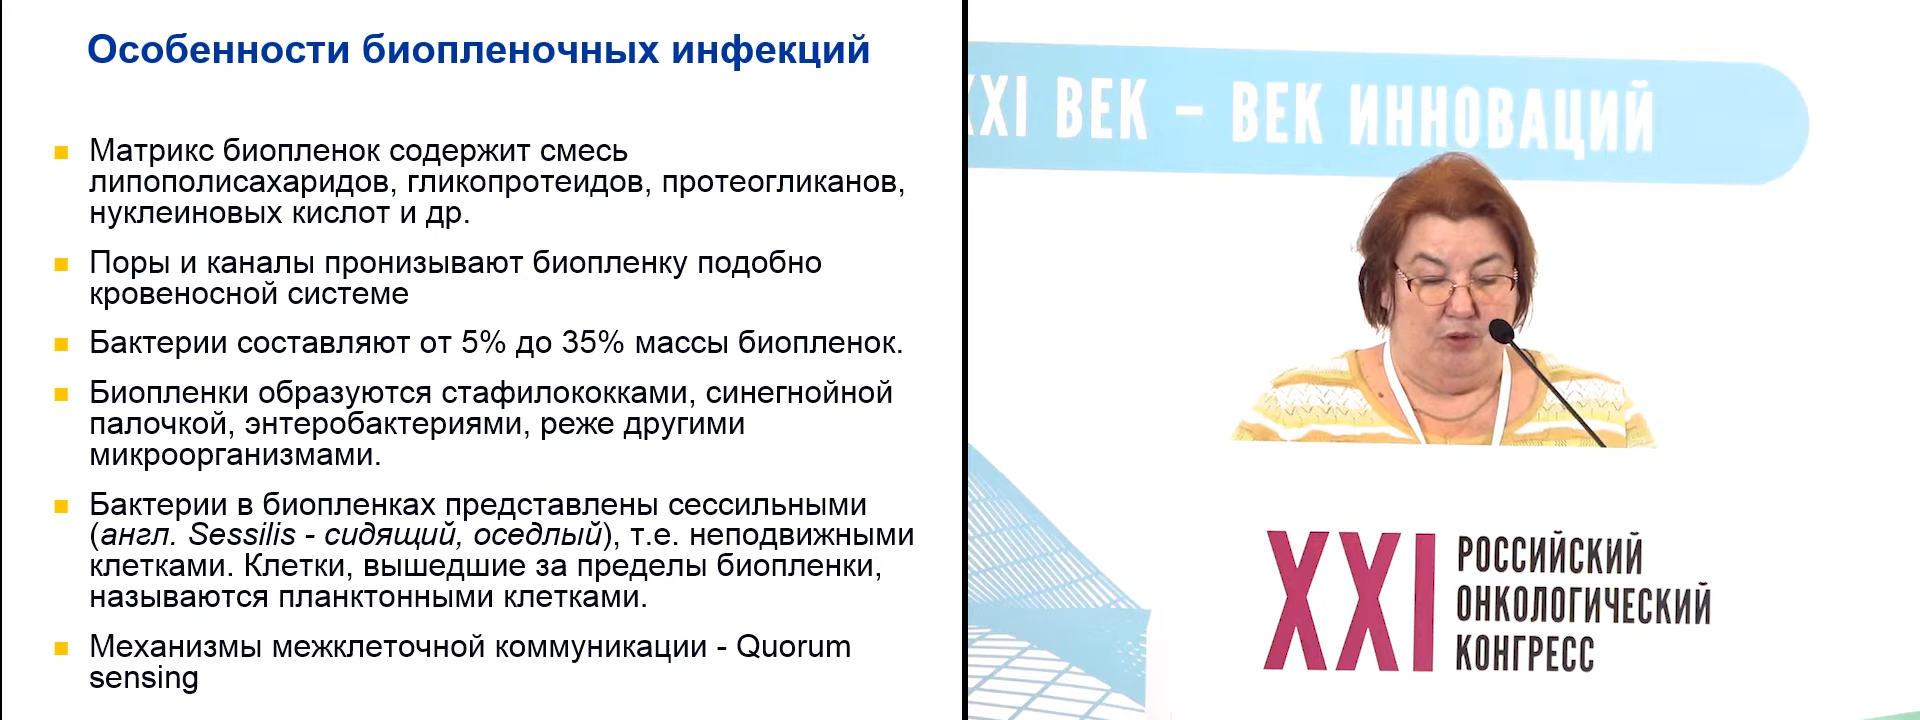 Особенности биопленочных инфекций
Матрикс биопленок содержит смесь
липополисахаридов, гликопротеидов, протеогликанов,
нуклеиновых кислот и др.
Поры и каналы пронизывают биопленку подобно
кровеносной системе
Бактерии составляют от 5% до 35% массы биопленок.
Биопленки образуются стафилококками, синегнойной
палочкой, энтеробактериями, реже другими
микроорганизмами.
Бактерии в биопленках представлены сессильными
(англ. Sessilis - сидящий, оседлый), т.е. неподвижными
клетками. Клетки, вышедшие за пределы биопленки,
называются планктонными клетками.
Механизмы межклеточной коммуникации - Quorum
sensing
XXI ВЕК – ВЕК ИННОВАЦИЙ
XXI
РОССИЙСКИЙ
ОНКОЛОГИЧЕСКИЙ
КОНГРЕСС